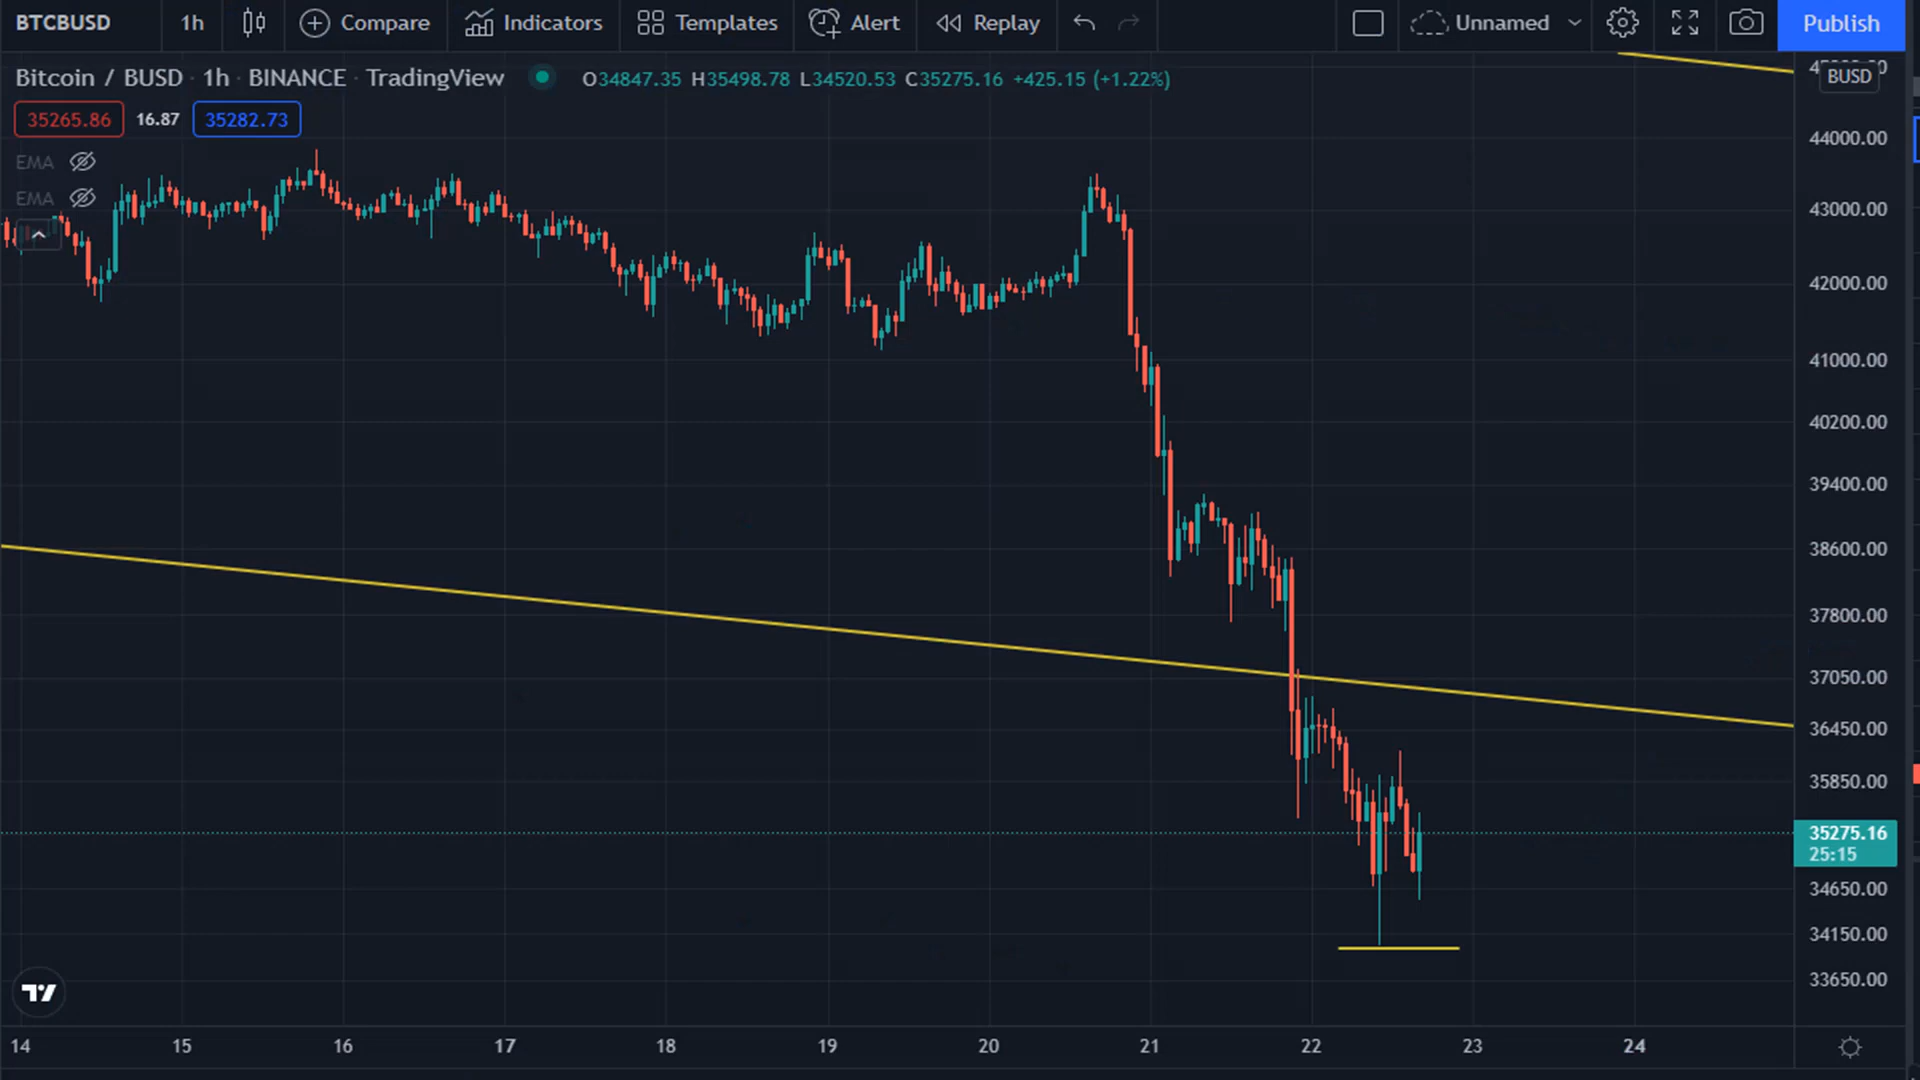 BTCBUSD 1h Compare Indicators Templates Alert Replay Unnamed Publish
Bitcoin / BUSD · 1h · BINANCE · TradingView O34847.35 H35498.78 L34520.53 C35275.16 +425.15 (+1.22%)
BUSD
35265.86 16.87 35282.73
EMA
EMA
44000.00
43000.00
42000.00
41000.00
40200.00
39400.00
38600.00
37800.00
37050.00
36450.00
35850.00
35275.16
25:15
34650.00
34150.00
33650.00
14 15 16 17 18 19 20 21 22 23 24